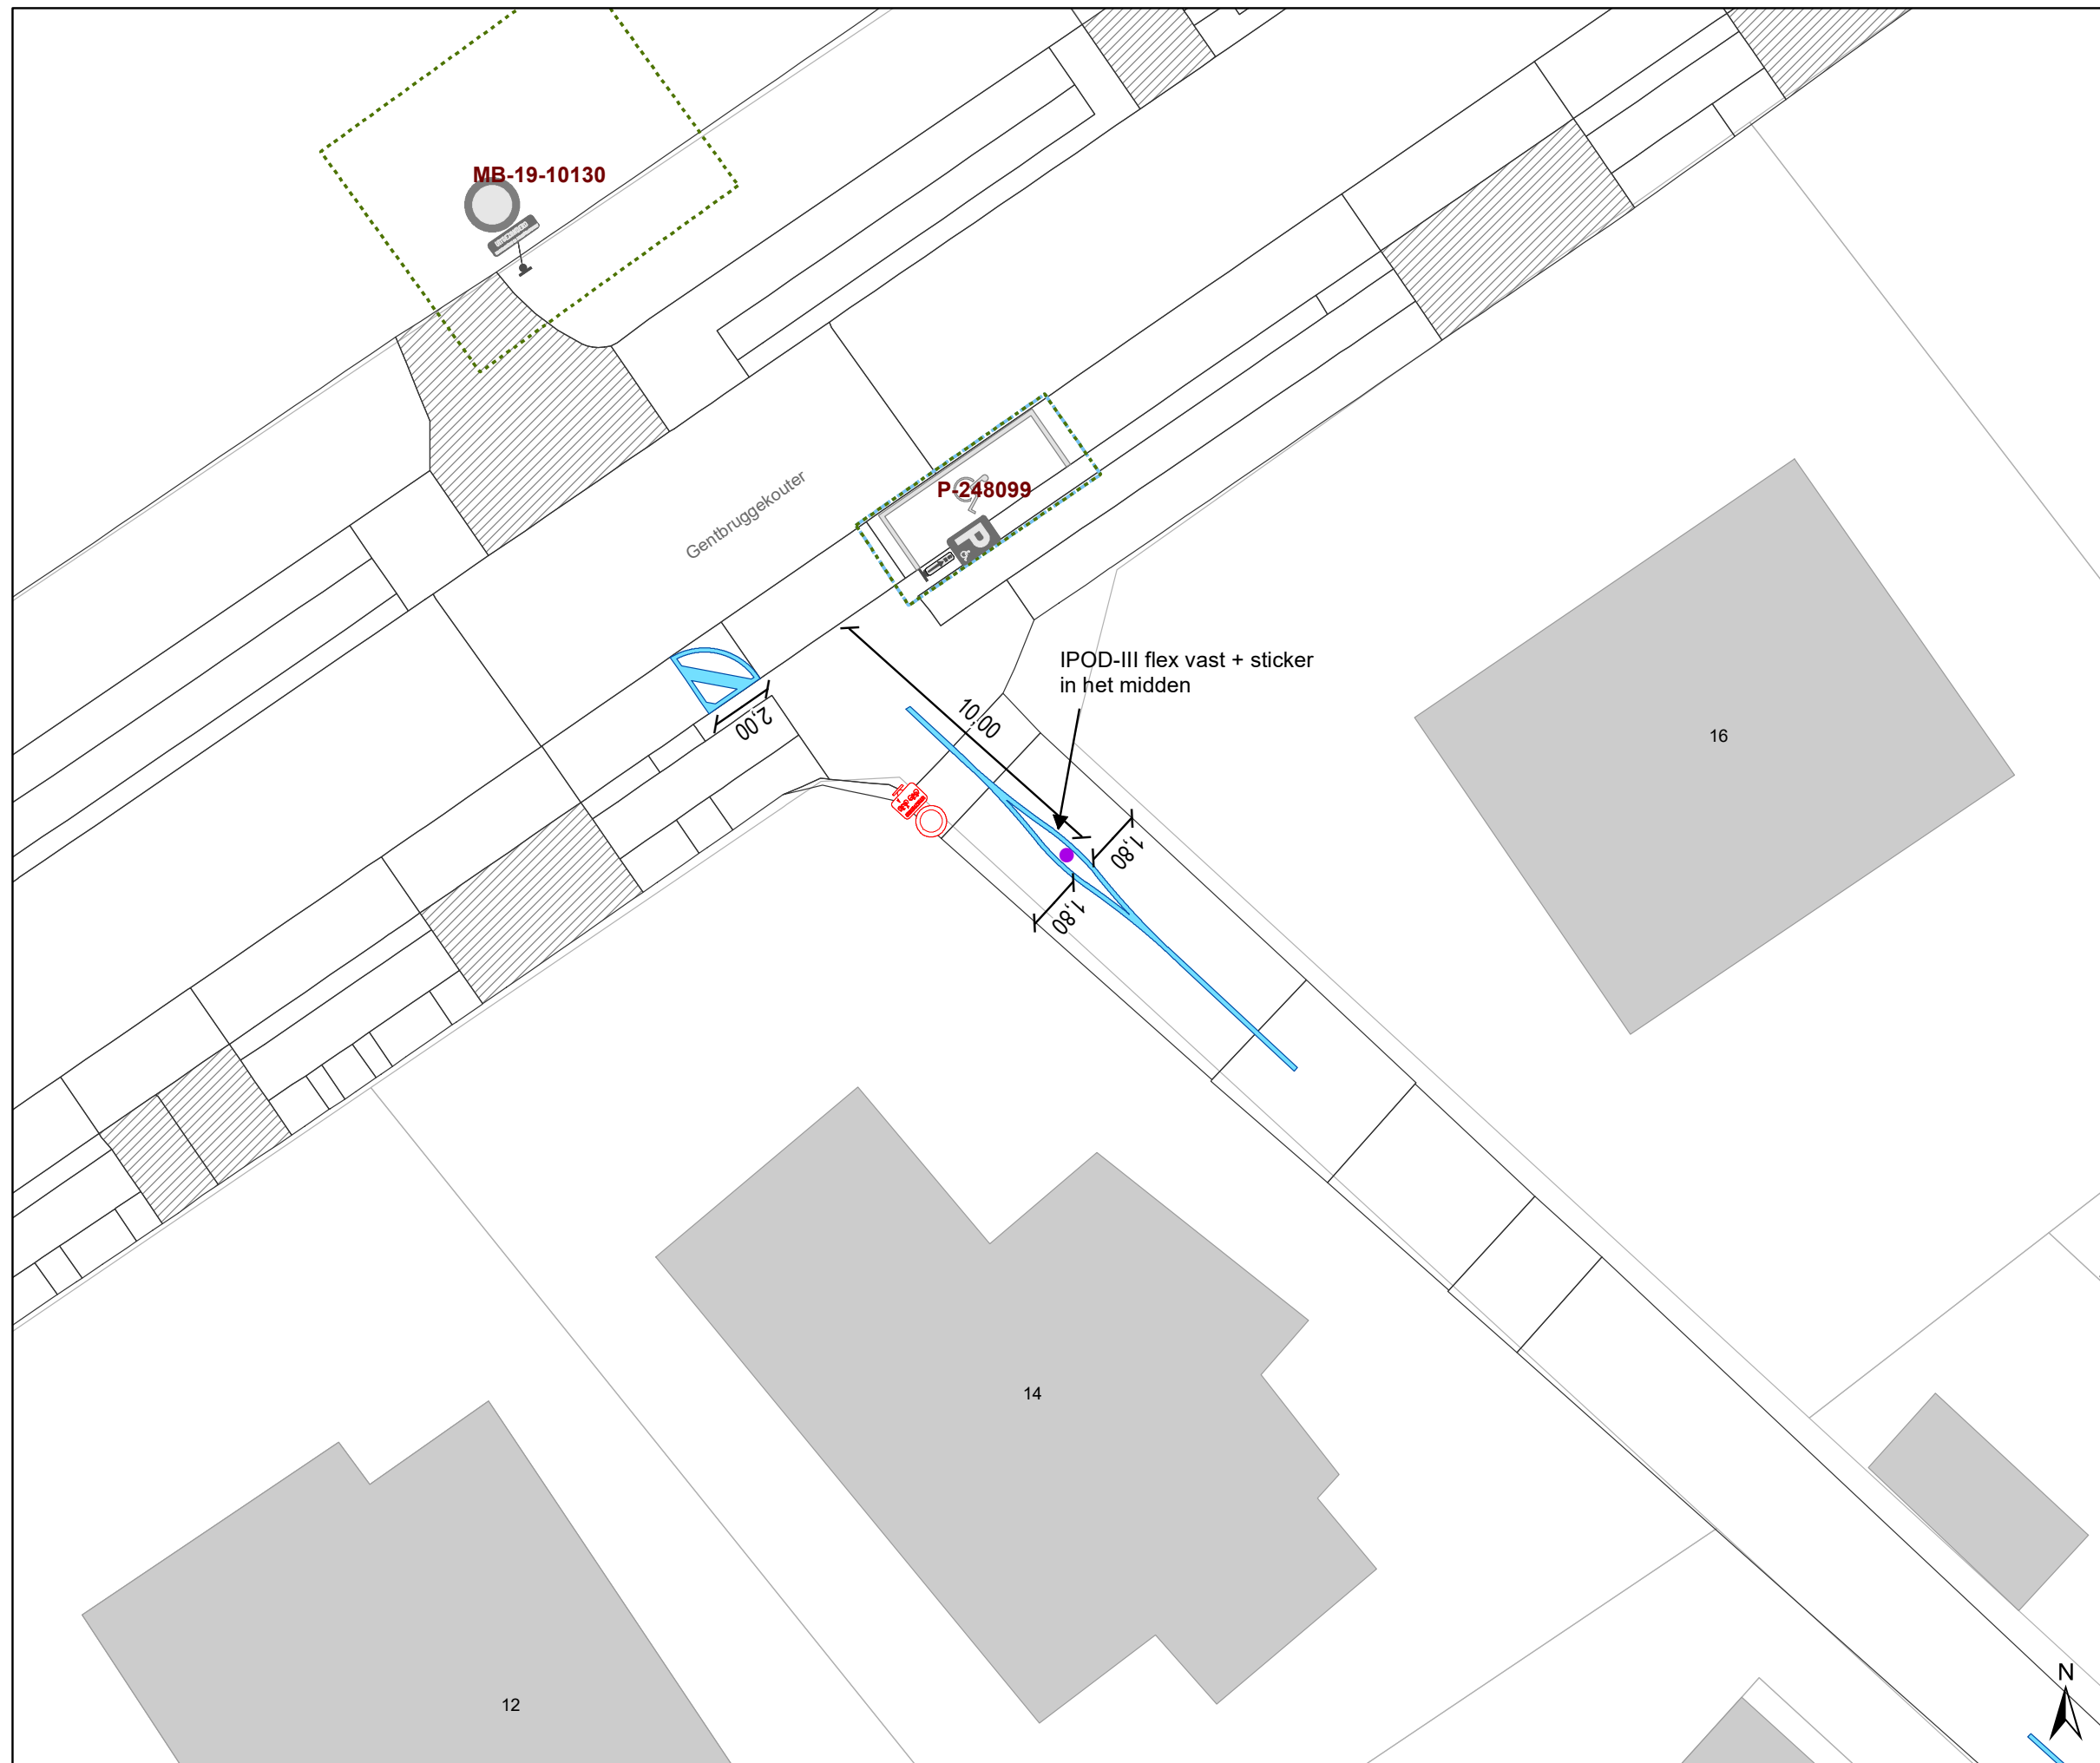 MB-19-10130
P-248099
P
Gentbruggekouter
IPOD-III flex vast + sticker
in het midden
10,00
2,00
1,80
1,80
16
14
12
N